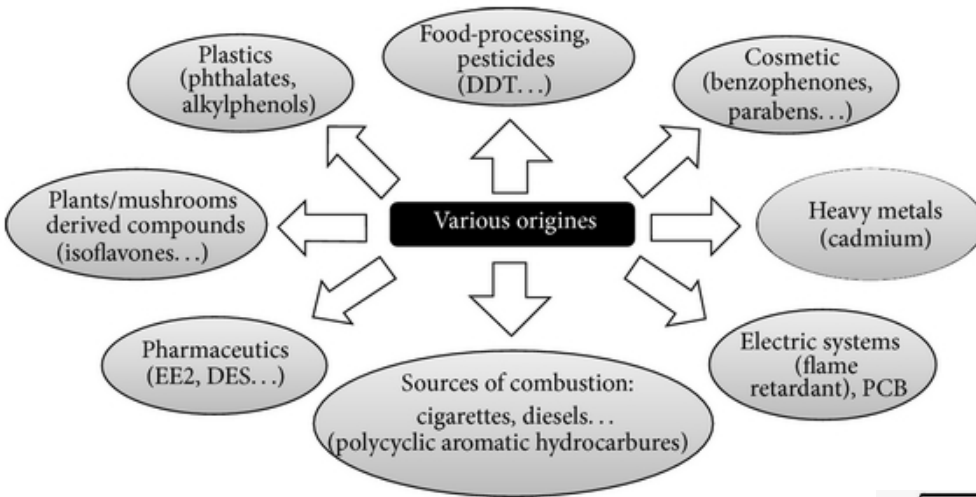 Food-processing,
pesticides
(DDT. . .)
Plastics
(phthalates,
alkylphenols)
Cosmetic
(benzophenones,
parabens. . .)
Plants/mushrooms
derived compounds
(isoflavones. . .)
Various origines
Heavy metals
(cadmium)
Pharmaceutics
(EE2, DES. . .)
Sources of combustion:
cigarettes, diesels. . .
(polycyclic aromatic hydrocarbures)
Electric systems
(flame
retardant), PCB